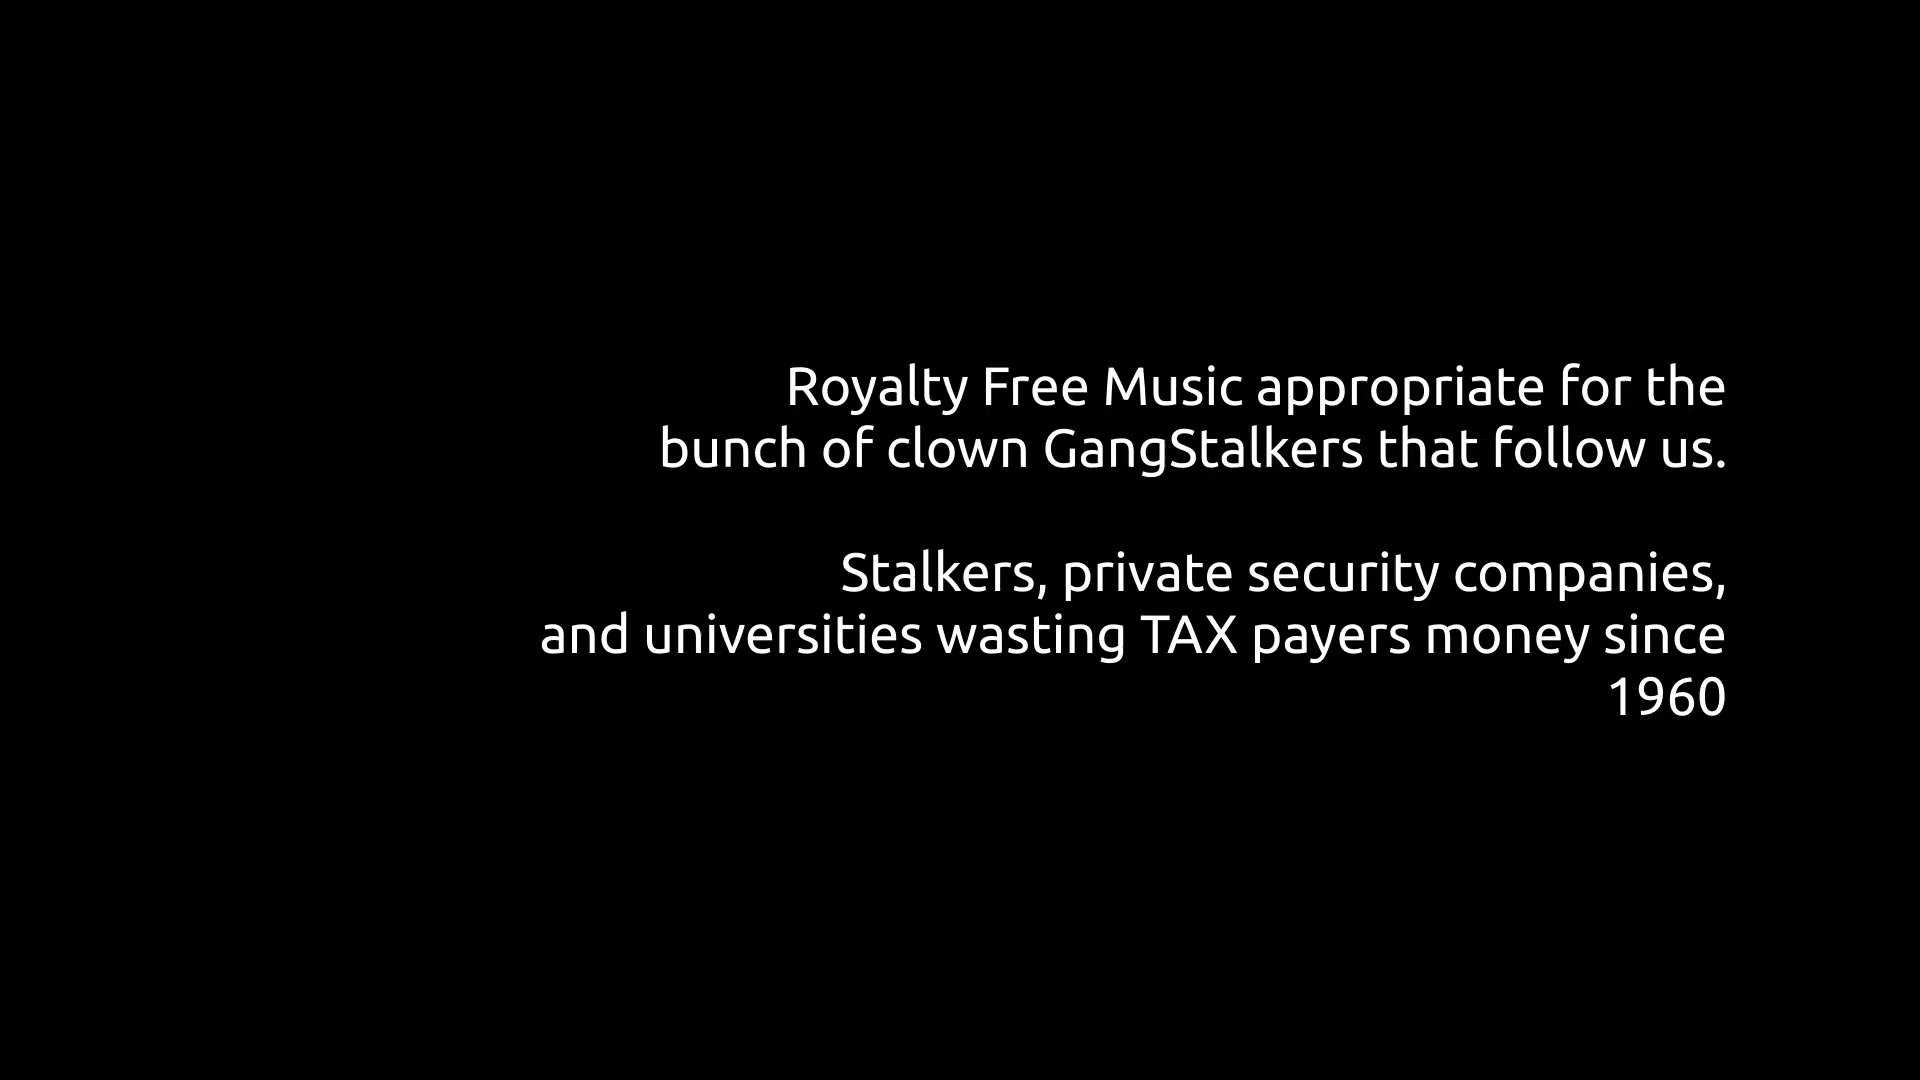 Royalty Free Music appropriate for the
bunch of clown GangStalkers that follow us.
Stalkers, private security companies,
and universities wasting TAX payers money since
1960